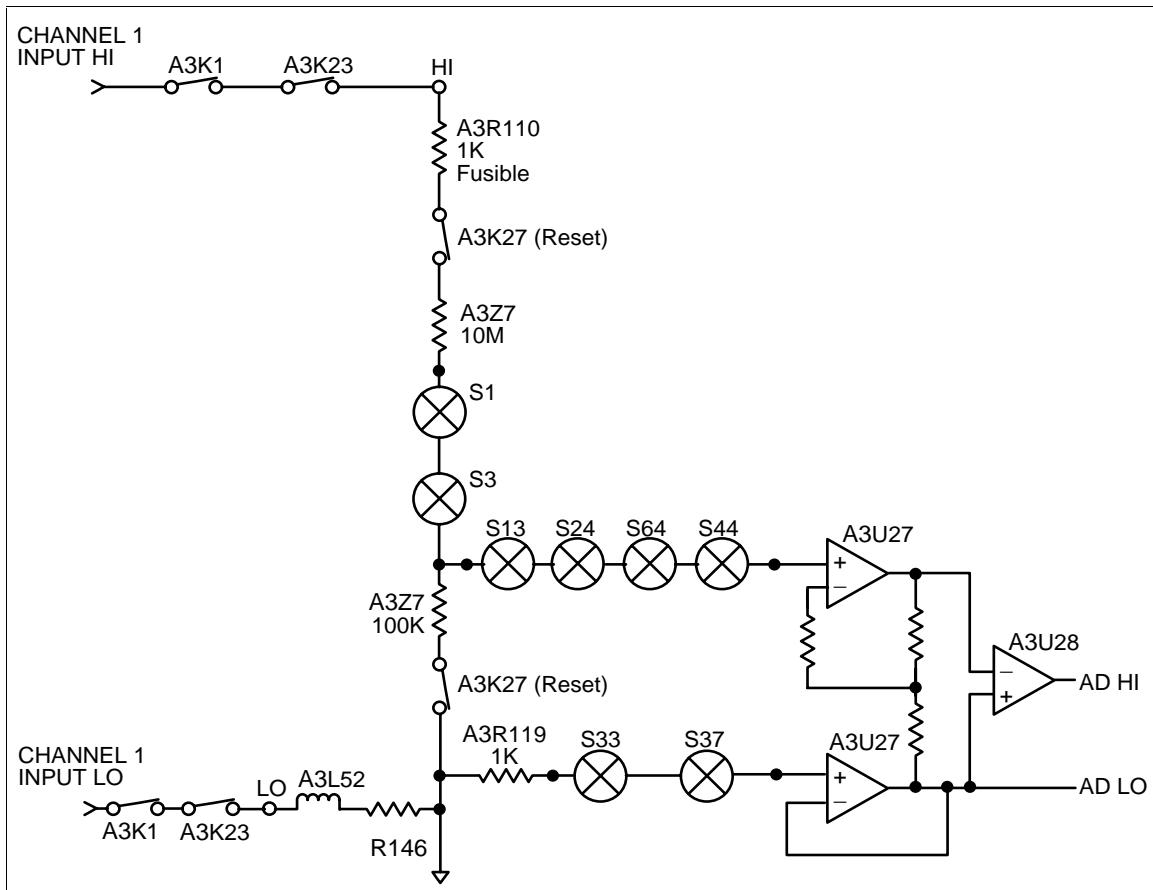 CHANNEL 1
INPUT HI
A3K1
A3K23
HI
A3R110
1K
Fusible
A3K27 (Reset)
A3Z7
10M
S1
S3
S13
S24
S64
S44
A3U27
+
−
A3Z7
100K
A3U28
−
+
AD HI
A3K27 (Reset)
A3R119
1K
S33
S37
A3U27
+
−
AD LO
CHANNEL 1
INPUT LO
A3K1
A3K23
LO
A3L52
R146